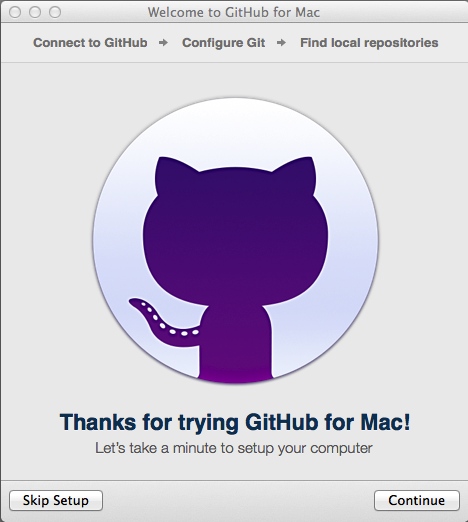 Welcome to GitHub for Mac
Connect to GitHub → Configure Git → Find local repositories
Thanks for trying GitHub for Mac!
Let's take a minute to setup your computer
Skip Setup
Continue